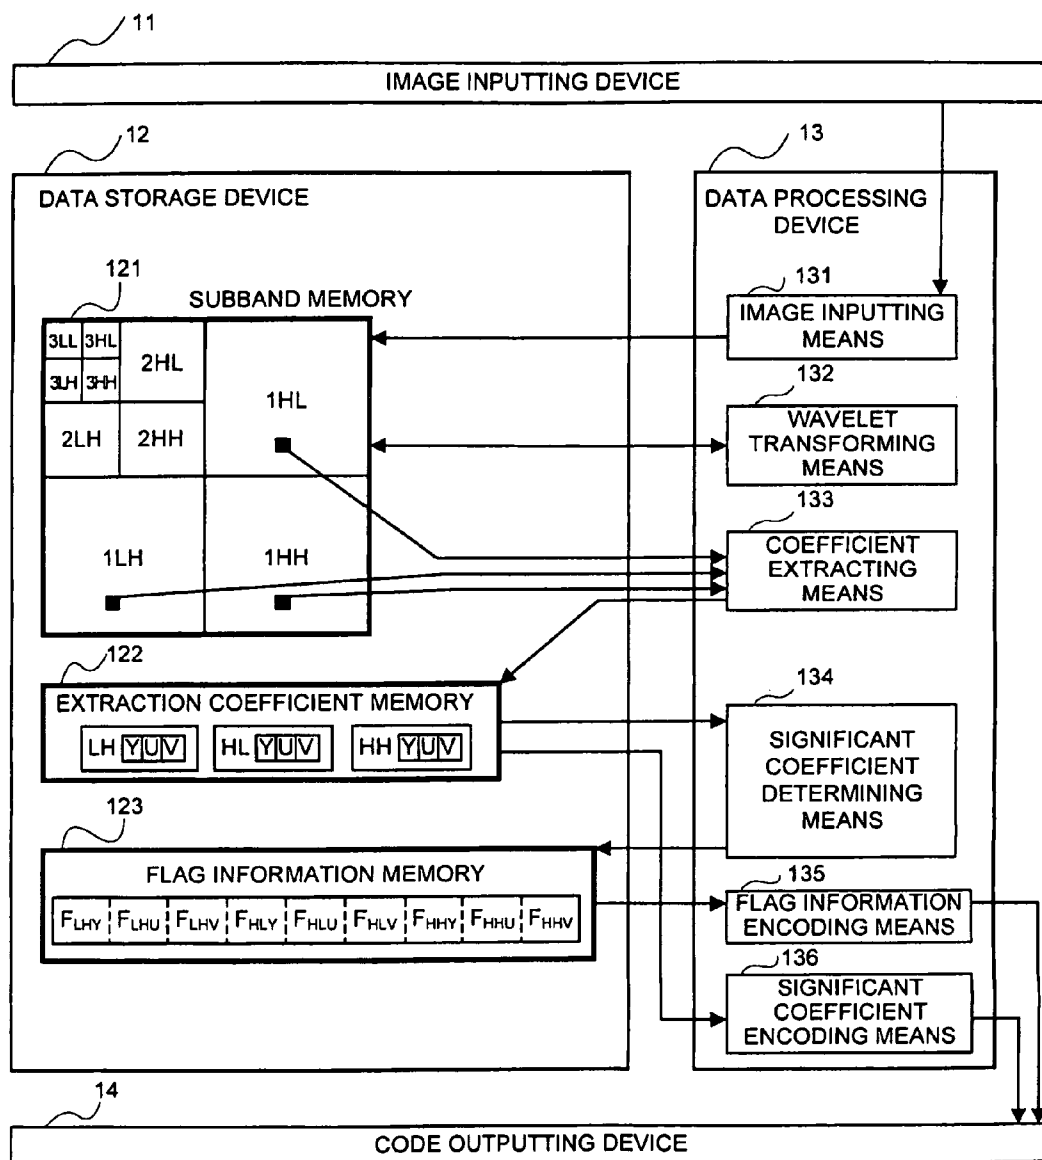 11
IMAGE INPUTTING DEVICE
12
DATA STORAGE DEVICE
121
SUBBAND MEMORY
3LL 3HL
3LH 3HH
2HL
1HL
2LH 2HH
1LH
1HH
122
EXTRACTION COEFFICIENT MEMORY
LH Y U V HL Y U V HH Y U V
123
FLAG INFORMATION MEMORY
FLHY FLHU FLHV FHLY FHLU FHLV FHHY FHHU FHHV
13
DATA PROCESSING
DEVICE
131
IMAGE INPUTTING
MEANS
132
WAVELET
TRANSFORMING
MEANS
133
COEFFICIENT
EXTRACTING
MEANS
134
SIGNIFICANT
COEFFICIENT
DETERMINING
MEANS
135
FLAG INFORMATION
ENCODING MEANS
136
SIGNIFICANT
COEFFICIENT
ENCODING MEANS
14
CODE OUTPUTTING DEVICE